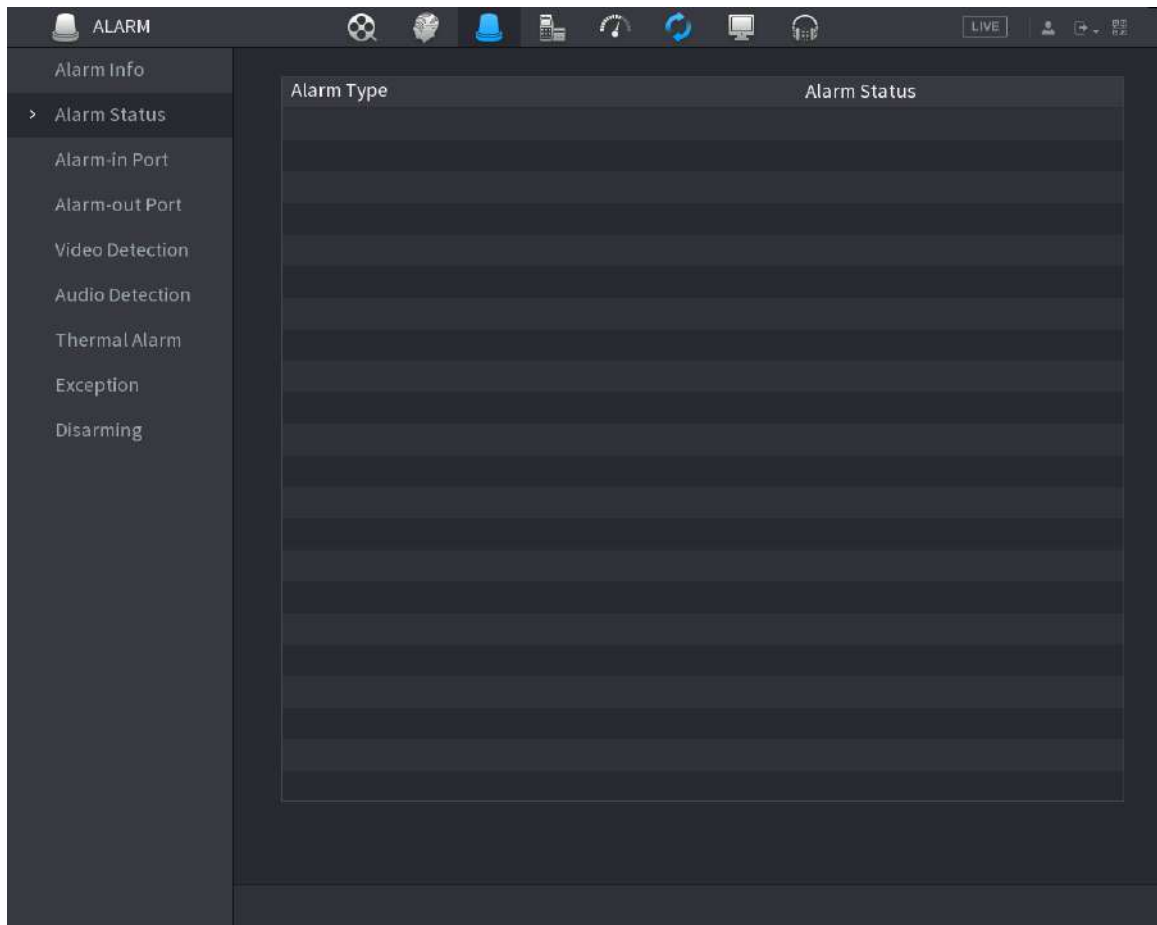 ALARM
LIVE
Alarm Info
> Alarm Status
Alarm-in Port
Alarm-out Port
Video Detection
Audio Detection
Thermal Alarm
Exception
Disarming
Alarm Type Alarm Status